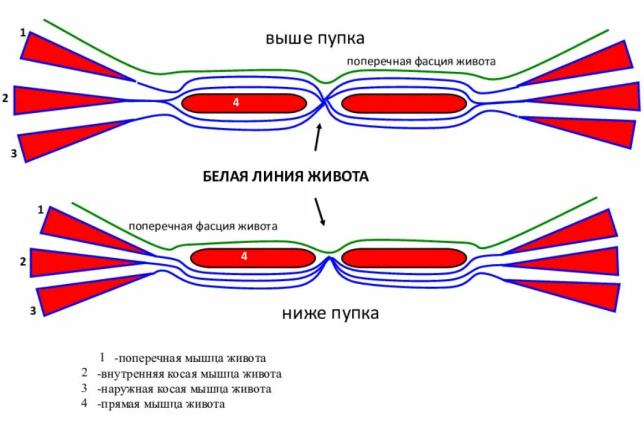 выше пупка
1
поперечная фасция живота
2
4
3
БЕЛАЯ ЛИНИЯ ЖИВОТА
1
поперечная фасция живота
2
4
3
ниже пупка
1 -поперечная мышца живота
2 -внутренняя косая мышца живота
3 -наружная косая мышца живота
4 -прямая мышца живота